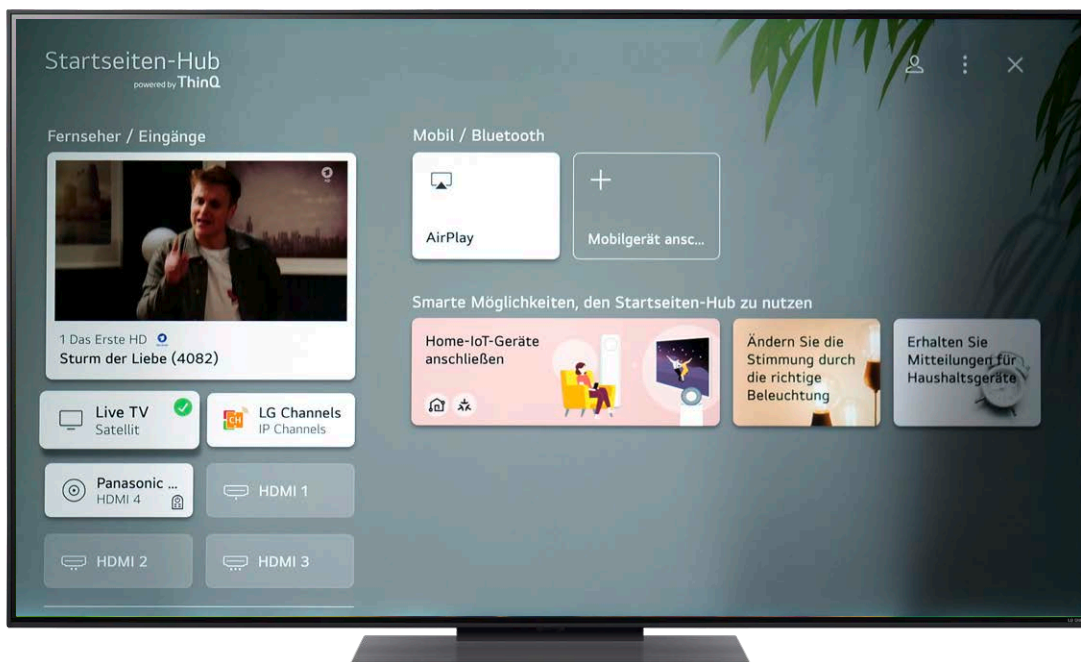 Startseiten-Hub
powered by ThinQ
Fernseher / Eingänge
1 Das Erste HD
Sturm der Liebe (4082)
Live TV
Satellit
CH
LG Channels
IP Channels
Panasonic ...
HDMI 4
HDMI 1
HDMI 2
HDMI 3
Mobil / Bluetooth
AirPlay
Mobilgerät ansc...
Smarte Möglichkeiten, den Startseiten-Hub zu nutzen
Home-IoT-Geräte
anschließen
Ändern Sie die
Stimmung durch
die richtige
Beleuchtung
Erhalten Sie
Mitteilungen für
Haushaltsgeräte